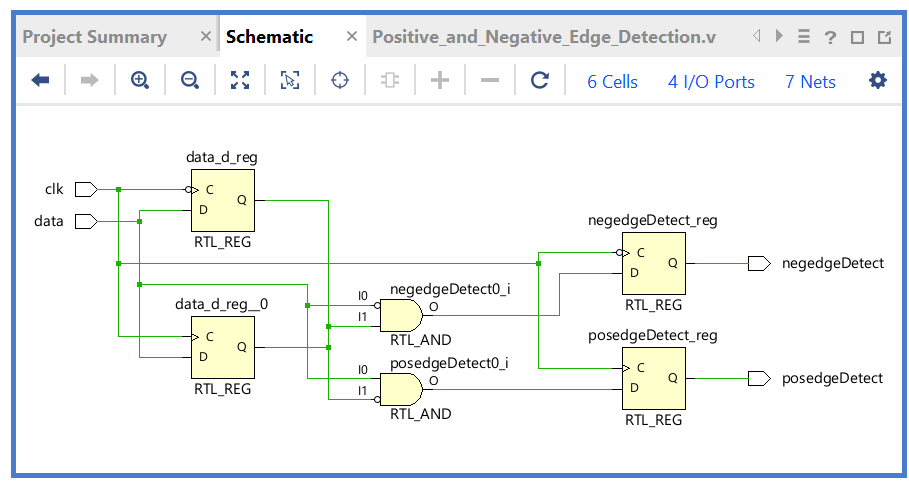 Project Summary × Schematic × Positive_and_Negative_Edge_Detection.v
6 Cells 4 I/O Ports 7 Nets
data_d_reg
clk
C
Q
D
data
RTL_REG
data_d_reg__0
C
Q
D
RTL_REG
negedgeDetect0_i
I0
O
I1
RTL_AND
posedgeDetect0_i
I0
O
I1
RTL_AND
negedgeDetect_reg
C
Q
D
negedgeDetect
RTL_REG
posedgeDetect_reg
C
Q
D
posedgeDetect
RTL_REG